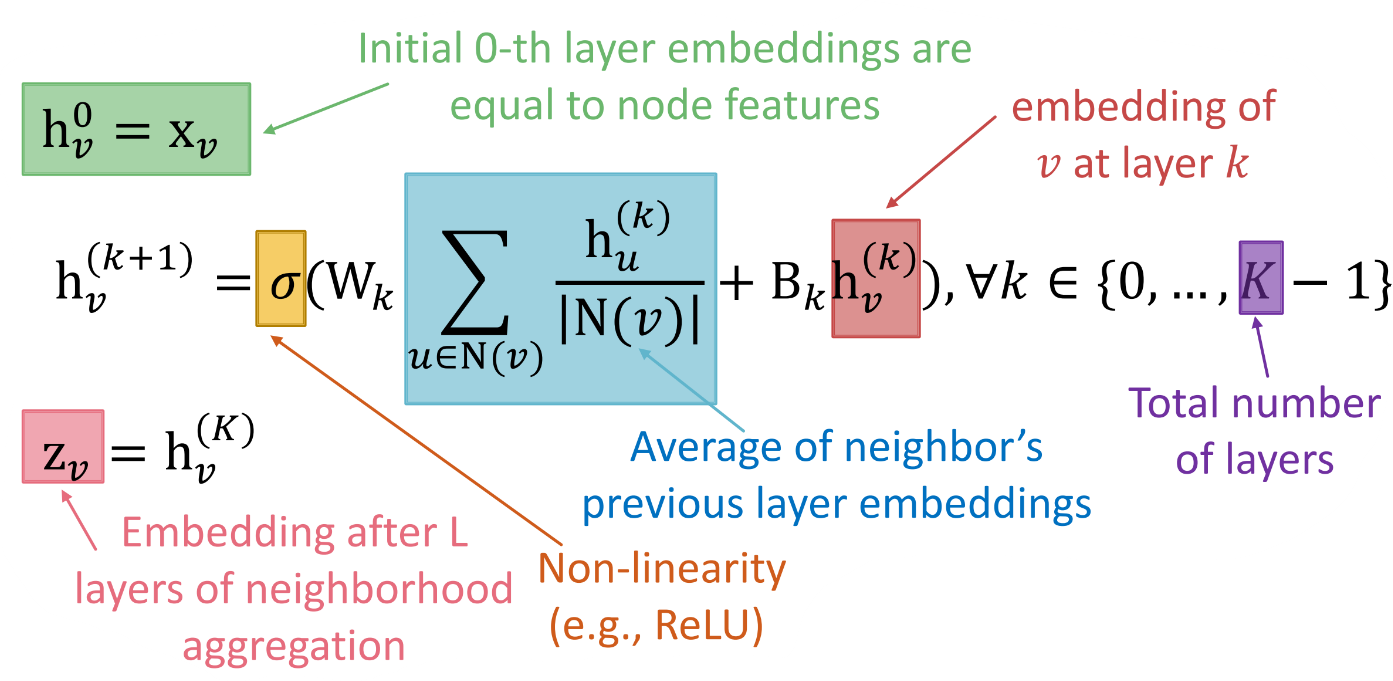 Initial 0-th layer embeddings are
equal to node features
h_v^0 = x_v
embedding of
v at layer k
h_v^{(k+1)} = σ(W_k ∑_{u∈N(v)} h_u^{(k)} / |N(v)| + B_k h_v^{(k)}), ∀k ∈ {0, …, K − 1}
Total number
of layers
z_v = h_v^{(K)}
Average of neighbor’s
previous layer embeddings
Embedding after L
layers of neighborhood
aggregation
Non-linearity
(e.g., ReLU)